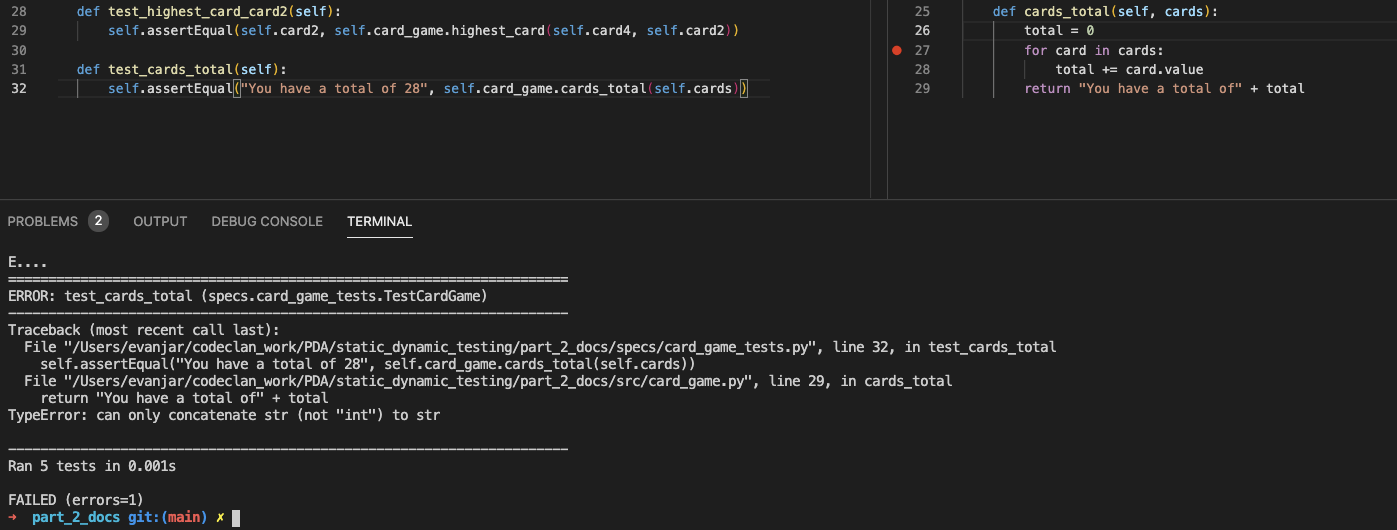 28 def test_highest_card_card2(self):
29 self.assertEqual(self.card2, self.card_game.highest_card(self.card4, self.card2))
30
31 def test_cards_total(self):
32 self.assertEqual("You have a total of 28", self.card_game.cards_total(self.cards))
25 def cards_total(self, cards):
26 total = 0
27 for card in cards:
28 total += card.value
29 return "You have a total of" + total
PROBLEMS 2 OUTPUT DEBUG CONSOLE TERMINAL
E....
======================================================================
ERROR: test_cards_total (specs.card_game_tests.TestCardGame)
----------------------------------------------------------------------
Traceback (most recent call last):
File "/Users/evanjar/codeclan_work/PDA/static_dynamic_testing/part_2_docs/specs/card_game_tests.py", line 32, in test_cards_total
self.assertEqual("You have a total of 28", self.card_game.cards_total(self.cards))
File "/Users/evanjar/codeclan_work/PDA/static_dynamic_testing/part_2_docs/src/card_game.py", line 29, in cards_total
return "You have a total of" + total
TypeError: can only concatenate str (not "int") to str
----------------------------------------------------------------------
Ran 5 tests in 0.001s
FAILED (errors=1)
→ part_2_docs git:(main) ✗